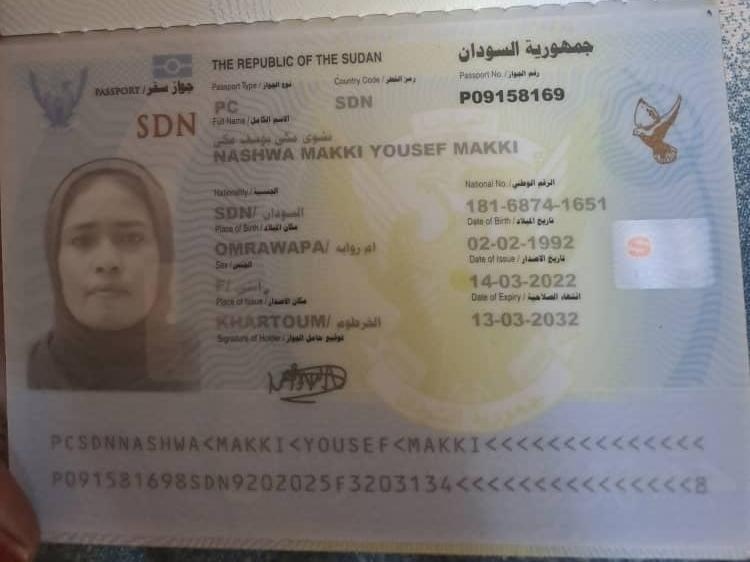 THE REPUBLIC OF THE SUDAN
جمهورية السودان
PASSPORT / جواز سفر
Passport Type / نوع الجواز
Country Code / رمز القطر
Passport No. / رقم الجواز
PC
SDN
P09158169
SDN
Full Name / الاسم الكامل
نشوى مكي يوسف مكي
NASHWA MAKKI YOUSEF MAKKI
Nationality / الجنسية
National No. / الرقم الوطني
SDN/ السودان
181-6874-1651
Place of Birth / مكان الميلاد
Date of Birth / تاريخ الميلاد
OMRAWAPA/ ام روابه
02-02-1992
Sex / الجنس
Date of Issue / تاريخ الاصدار
F/
14-03-2022
Place of Issue / مكان الاصدار
Date of Expiry / انتهاء الصلاحية
KHARTOUM/ الخرطوم
13-03-2032
Signature of Holder / توقيع حامل الجواز
S
جمهورية السودان
PCSDNNASHWA<MAKKI<YOUSEF<MAKKI<<<<<<<<<<<<<<
P091581698SDN9202025F3203134<<<<<<<<<<<<<<<8